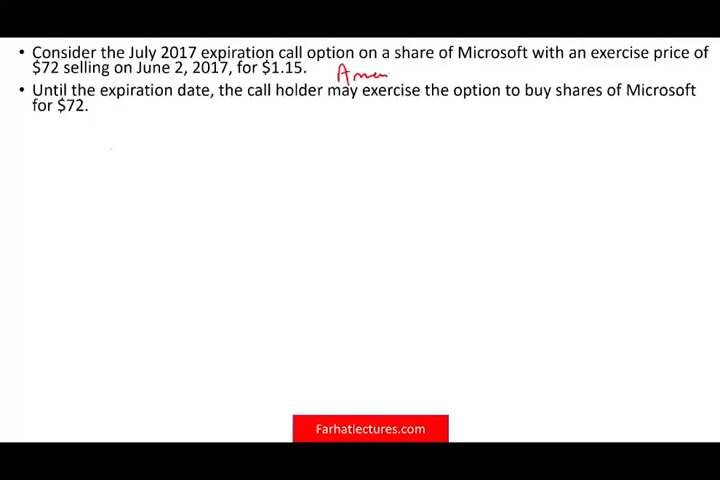 • Consider the July 2017 expiration call option on a share of Microsoft with an exercise price of
$72 selling on June 2, 2017, for $1.15.
Amer
• Until the expiration date, the call holder may exercise the option to buy shares of Microsoft
for $72.
Farhatlectures.com